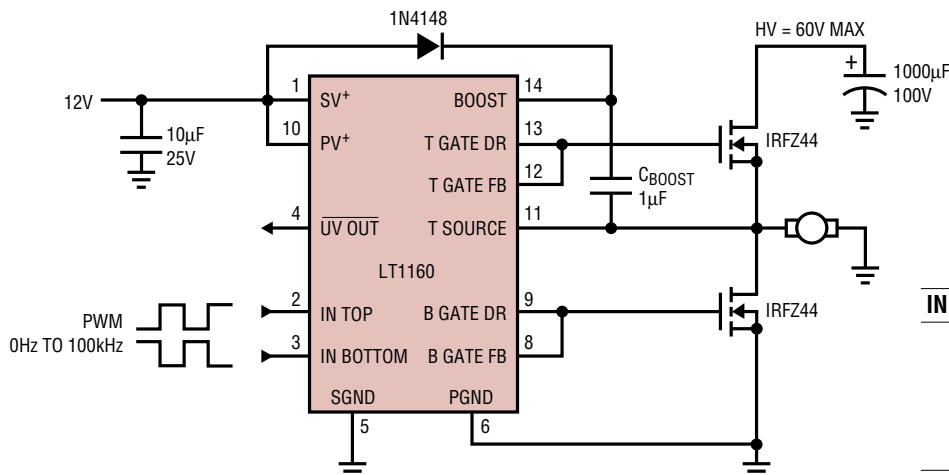 1N4148
HV = 60V MAX
+
1000µF
100V
12V
10µF
25V
1
SV+
10
PV+
4
UV OUT
LT1160
PWM
0Hz TO 100kHz
2
IN TOP
3
IN BOTTOM
SGND
5
PGND
6
14
BOOST
13
T GATE DR
12
T GATE FB
11
T SOURCE
9
B GATE DR
8
B GATE FB
CBOOST
1µF
IRFZ44
IRFZ44
IN